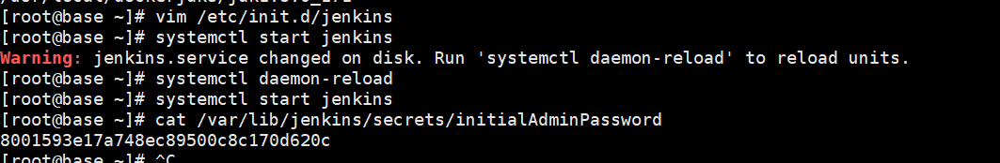 [root@base ~]# vim /etc/init.d/jenkins
[root@base ~]# systemctl start jenkins
Warning: jenkins.service changed on disk. Run 'systemctl daemon-reload' to reload units.
[root@base ~]# systemctl daemon-reload
[root@base ~]# systemctl start jenkins
[root@base ~]# cat /var/lib/jenkins/secrets/initialAdminPassword
8001593e17a748ec89500c8c170d620c
[root@base ~]# ^C